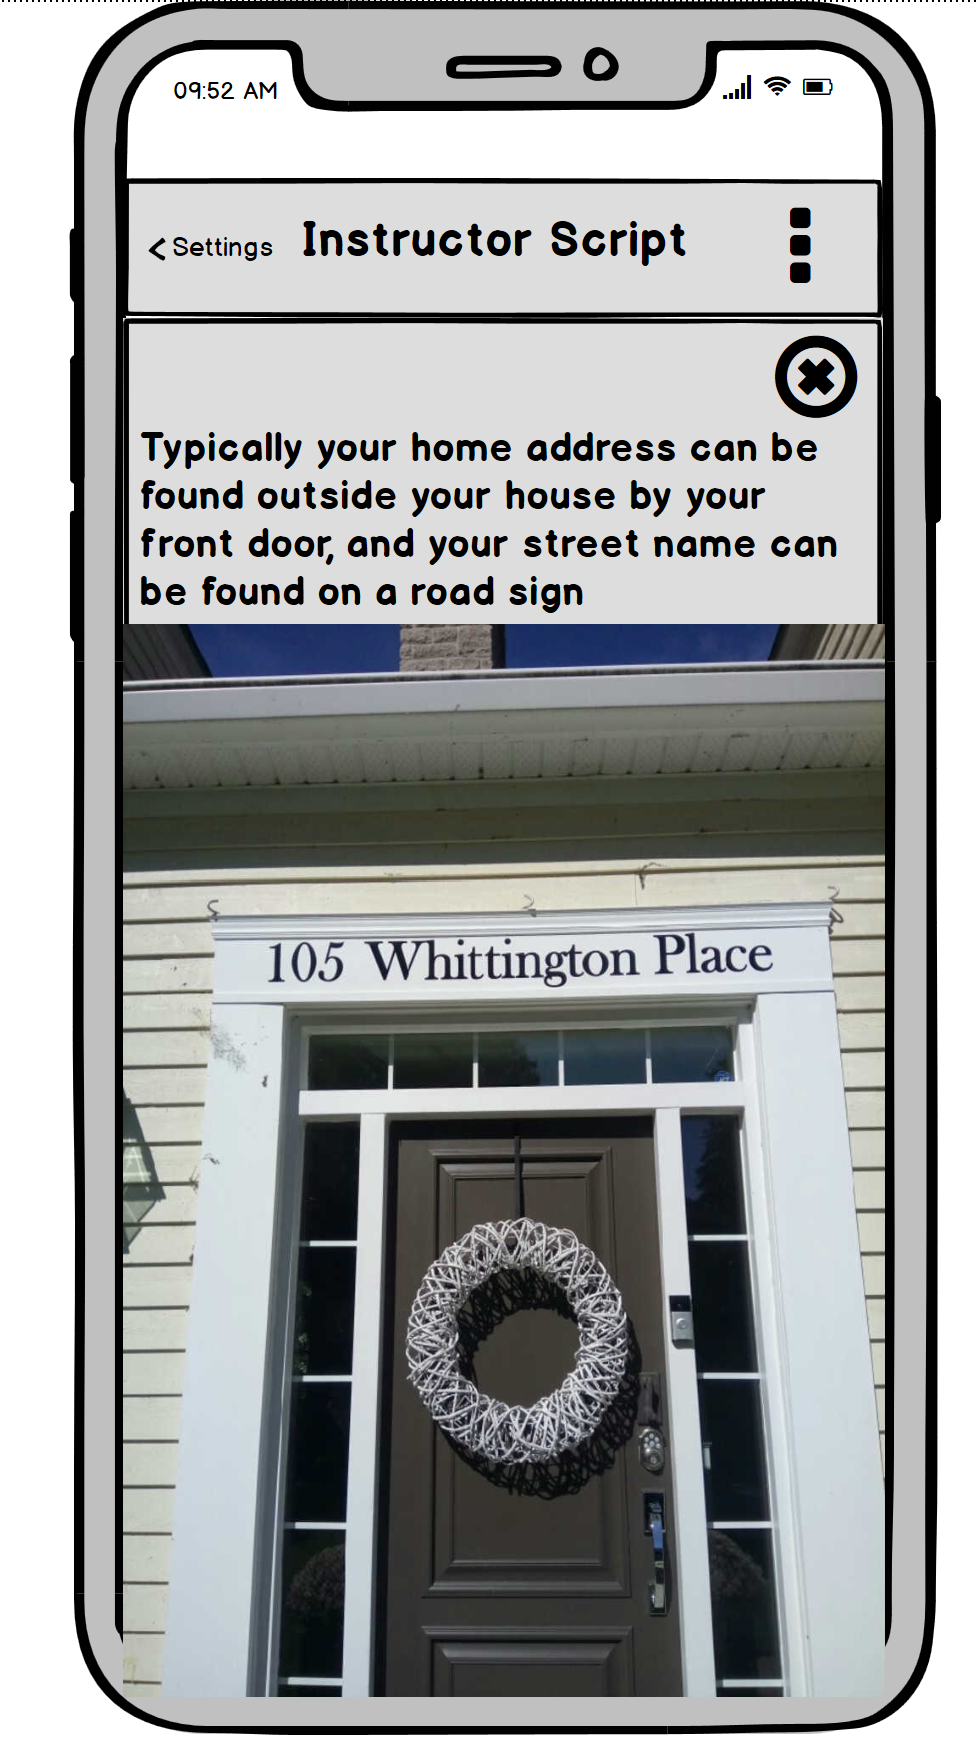 09:52 AM
Settings
Instructor Script
Typically your home address can be
found outside your house by your
front door, and your street name can
be found on a road sign
105 Whittington Place